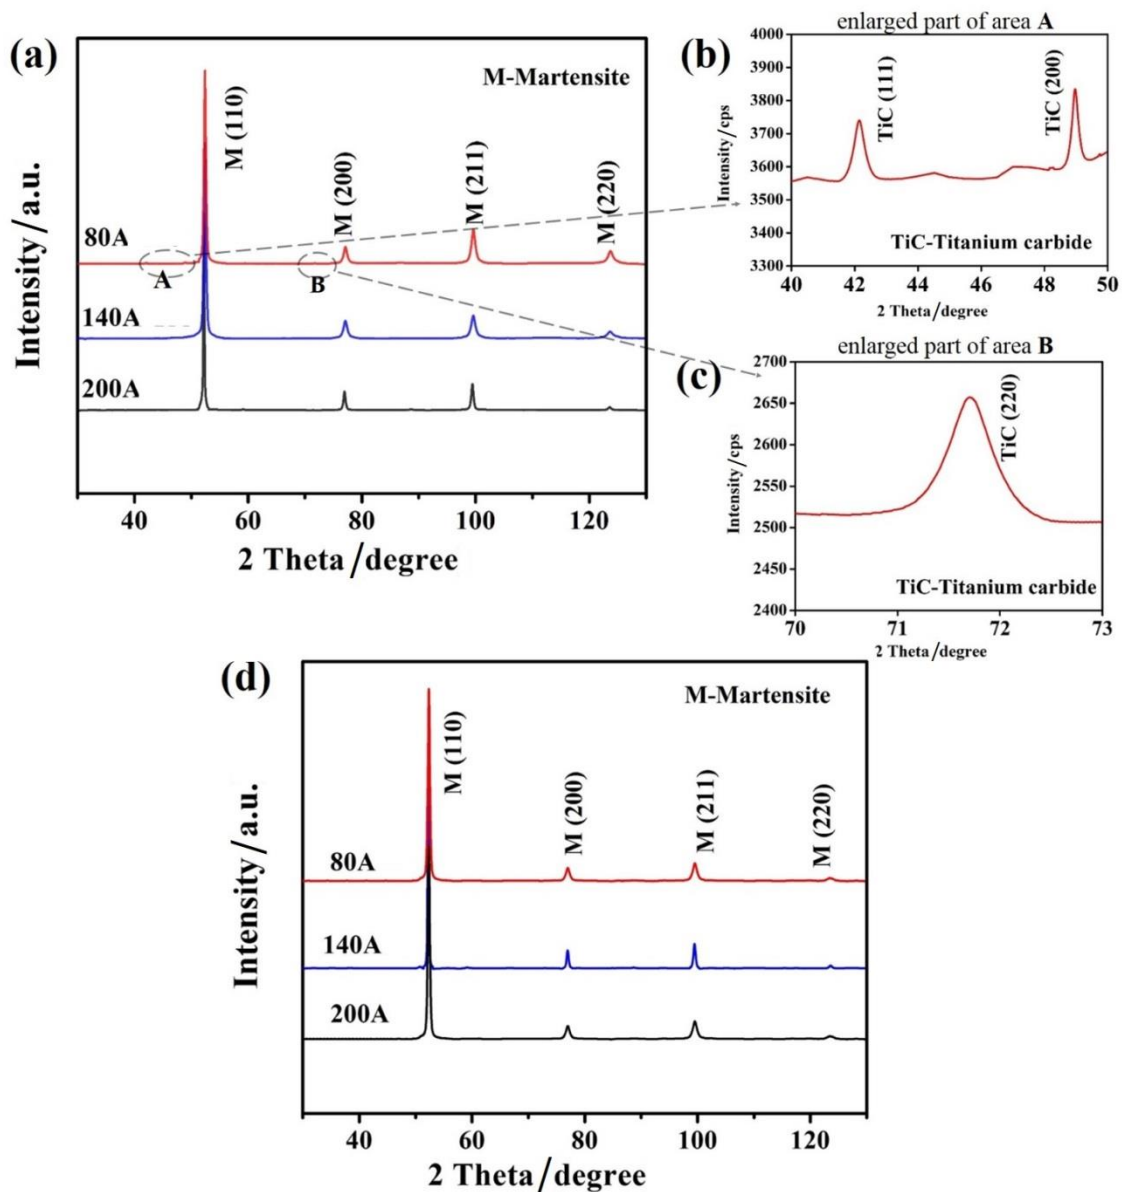 (a)
M-Martensite
M (110)
M (200)
M (211)
M (220)
80A
A
B
140A
200A
Intensity/a.u.
40 60 80 100 120
2 Theta/degree
enlarged part of area A
(b)
4000
3900
3800
3700
3600
3500
3400
3300
Intensity/cps
TiC (111)
TiC (200)
TiC-Titanium carbide
40 42 44 46 48 50
2 Theta/degree
enlarged part of area B
(c)
2700
2650
2600
2550
2500
2450
2400
Intensity/cps
TiC (220)
TiC-Titanium carbide
70 71 72 73
2 Theta/degree
(d)
M-Martensite
M (110)
M (200)
M (211)
M (220)
80A
140A
200A
Intensity/a.u.
40 60 80 100 120
2 Theta/degree